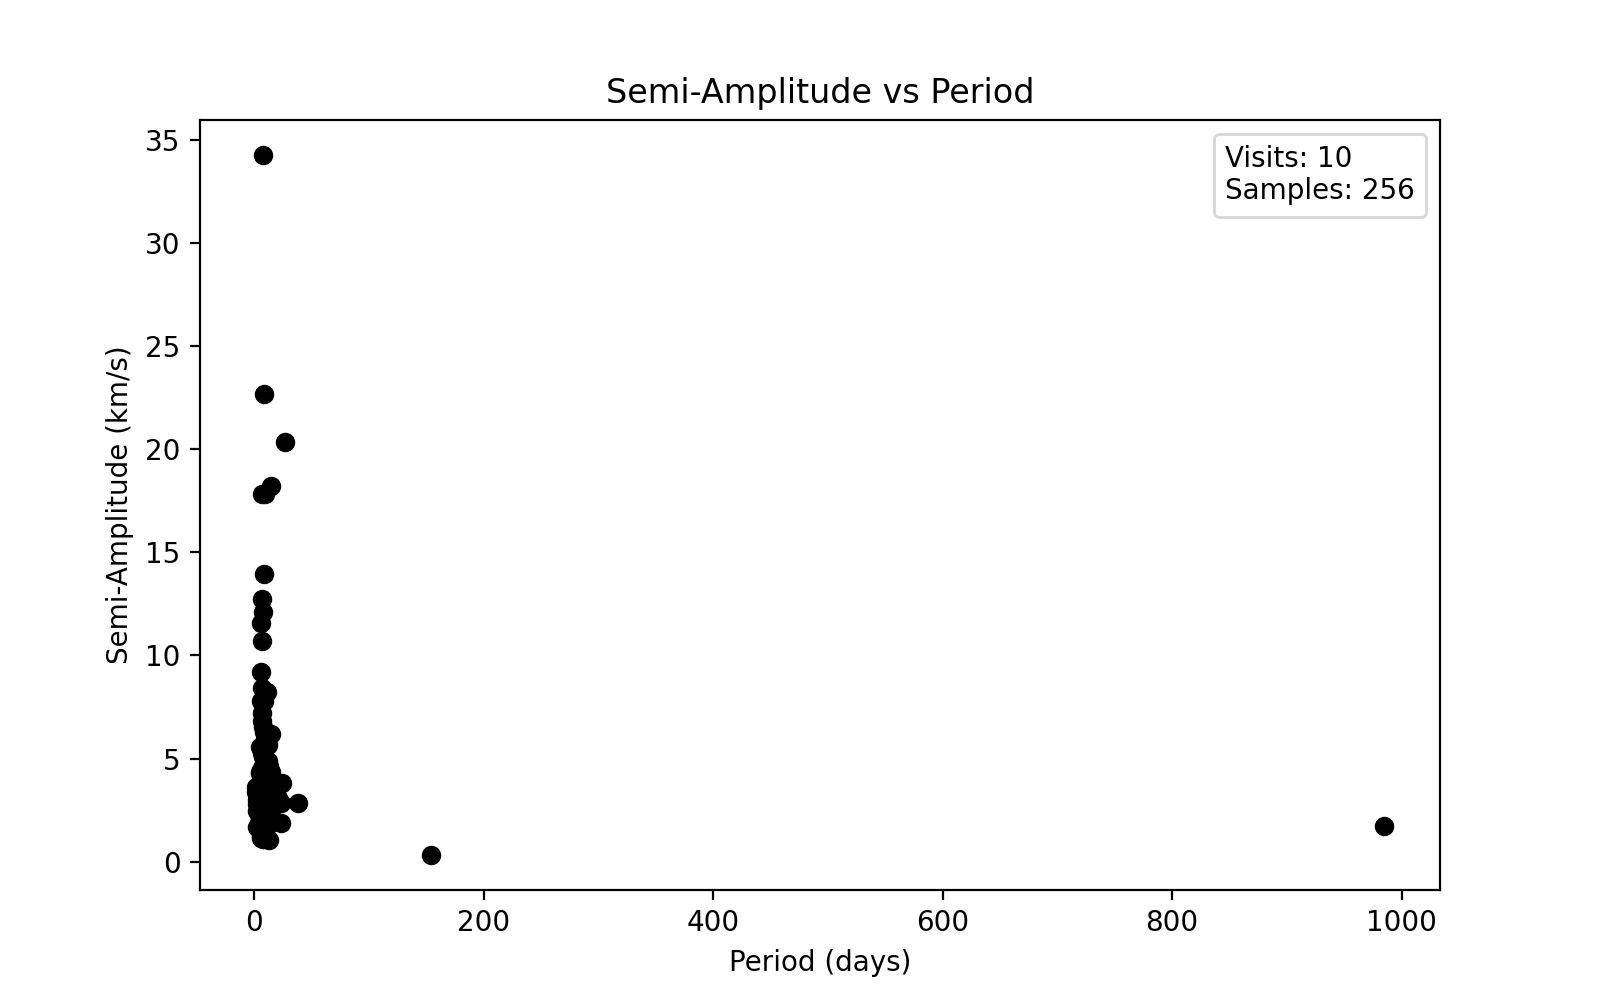 Semi-Amplitude vs Period
Visits: 10
Samples: 256
Semi-Amplitude (km/s)
35
30
25
20
15
10
5
0
0 200 400 600 800 1000
Period (days)